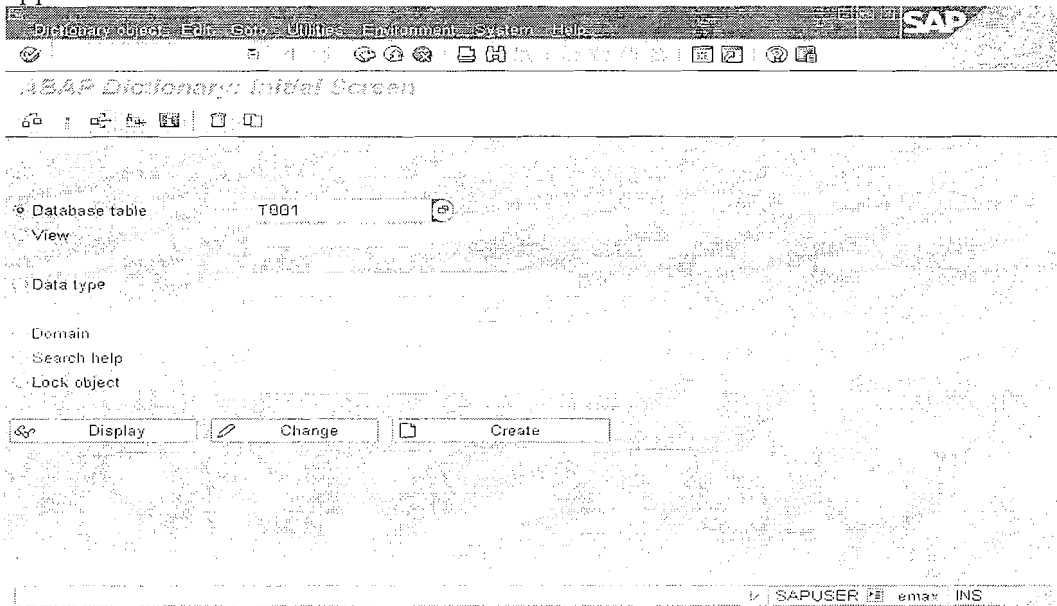 Dictionary object Edit Goto Utilities Environment System Help
SAP
ABAP Dictionary: Initial Screen
Database table T001
View
Data type
Domain
Search help
Lock object
Display Change Create
SAPUSER emax INS